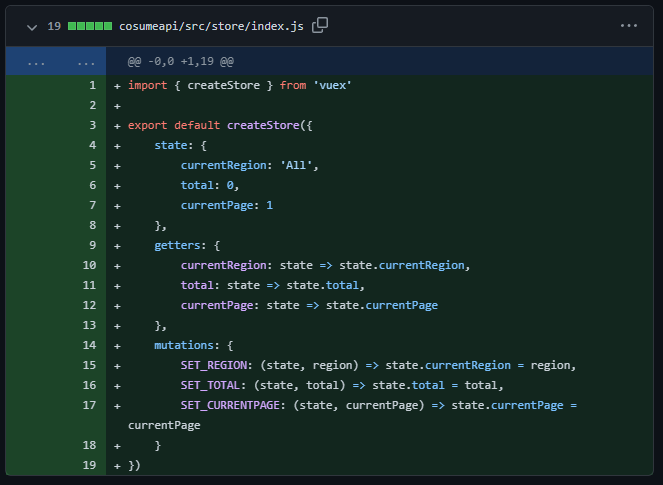 19 cosumeapi/src/store/index.js ...
... ... @@ -0,0 +1,19 @@
1 + import { createStore } from 'vuex'
2 +
3 + export default createStore({
4 +     state: {
5 +         currentRegion: 'All',
6 +         total: 0,
7 +         currentPage: 1
8 +     },
9 +     getters: {
10 +         currentRegion: state => state.currentRegion,
11 +         total: state => state.total,
12 +         currentPage: state => state.currentPage
13 +     },
14 +     mutations: {
15 +         SET_REGION: (state, region) => state.currentRegion = region,
16 +         SET_TOTAL: (state, total) => state.total = total,
17 +         SET_CURRENTPAGE: (state, currentPage) => state.currentPage =
currentPage
18 +     }
19 + })